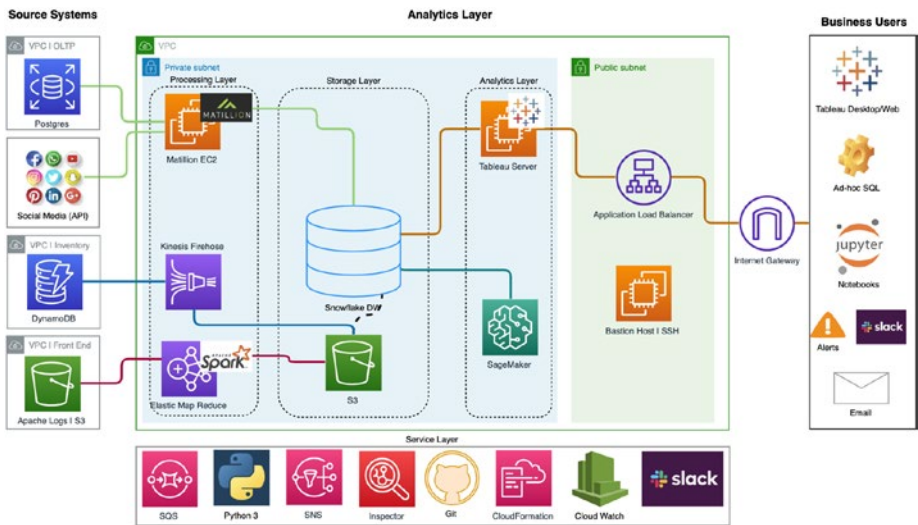 Source Systems
Analytics Layer
Business Users
VPC | OLTP
Postgres
Social Media (API)
VPC | Inventory
DynamoDB
VPC | Front End
Apache Logs | S3
VPC
Private subnet
Processing Layer
MATILLION
Matillion EC2
Kinesis Firehose
APACHE
Spark
Elastic Map Reduce
Storage Layer
Snowflake DW
S3
Analytics Layer
Tableau Server
SageMaker
Public subnet
Application Load Balancer
Bastion Host | SSH
Internet Gateway
Tableau Desktop/Web
Ad-hoc SQL
jupyter
Notebooks
Alerts
slack
Email
Service Layer
SQS
Python 3
SNS
Inspector
Git
CloudFormation
Cloud Watch
slack